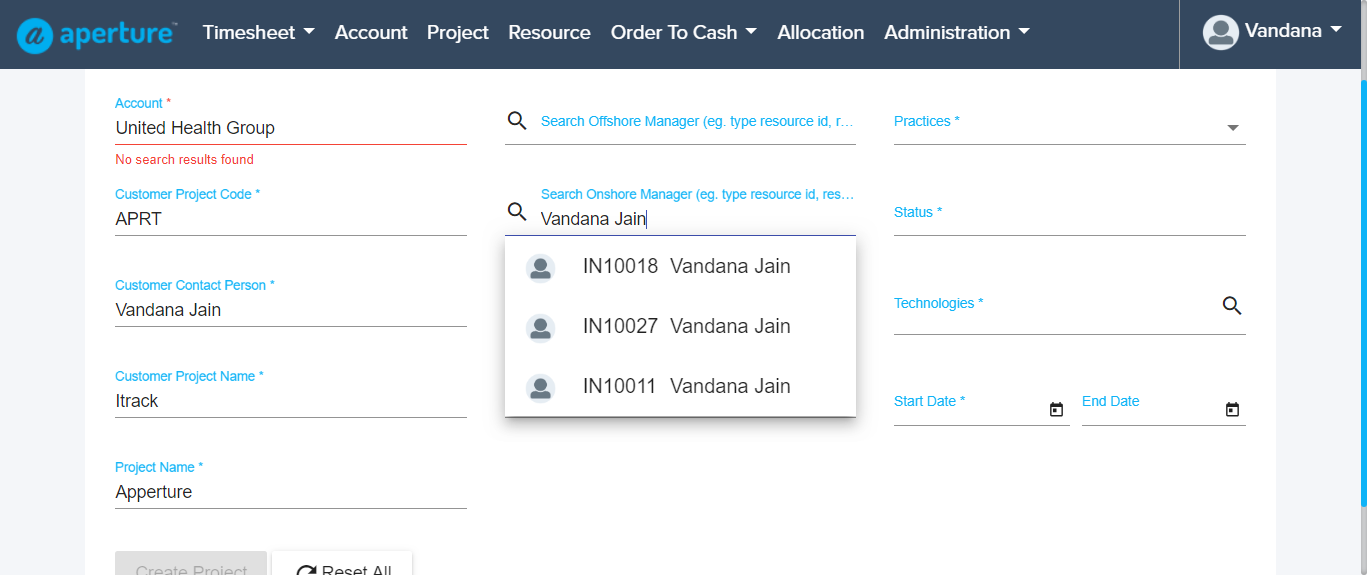 @ aperture™ Timesheet Account Project Resource Order To Cash Allocation Administration Vandana
Account *
United Health Group
No search results found
Customer Project Code *
APRT
Customer Contact Person *
Vandana Jain
Customer Project Name *
Itrack
Project Name *
Apperture
Create Project Reset All
Search Offshore Manager (eg. type resource id, r...
Search Onshore Manager (eg. type resource id, res...
Vandana Jain
IN10018 Vandana Jain
IN10027 Vandana Jain
IN10011 Vandana Jain
Practices *
Status *
Technologies *
Start Date * End Date